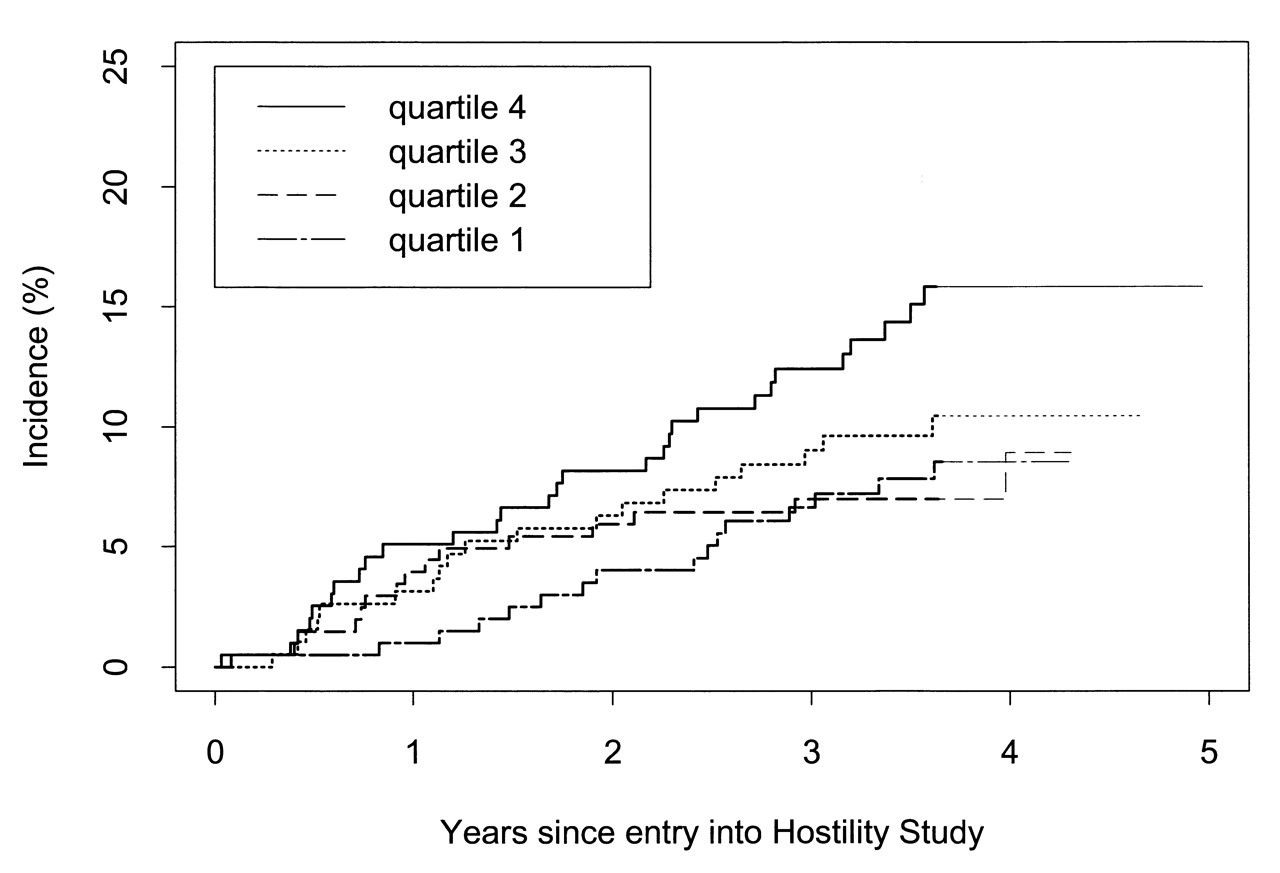 25
20
15
10
5
0
Incidence (%)
quartile 4
quartile 3
quartile 2
quartile 1
0 1 2 3 4 5
Years since entry into Hostility Study